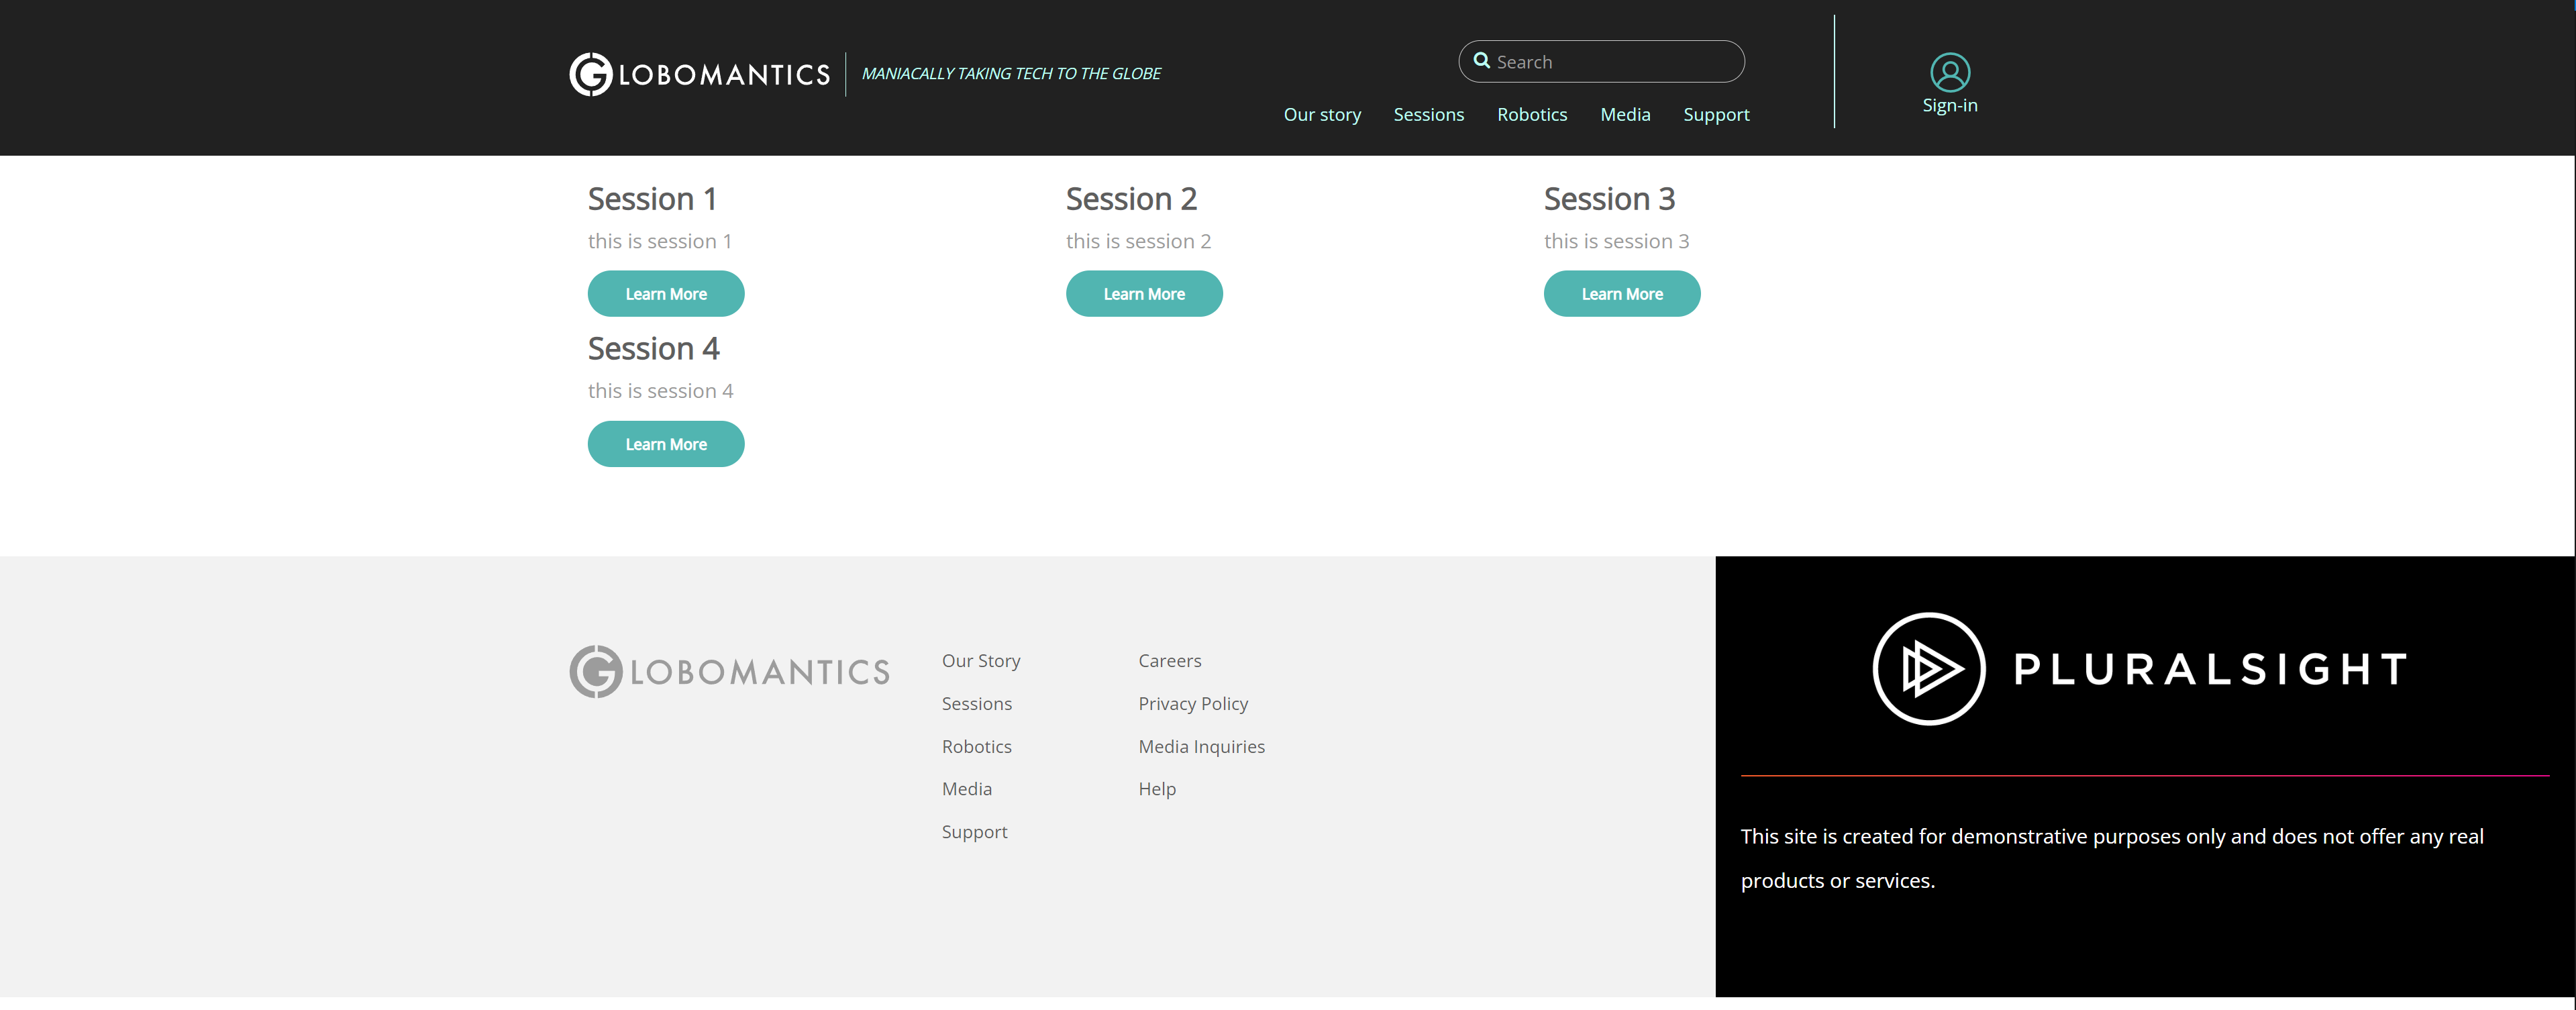 GLOBOMANTICS
MANIACALLY TAKING TECH TO THE GLOBE
Search
Our story Sessions Robotics Media Support
Sign-in
Session 1
this is session 1
Learn More
Session 2
this is session 2
Learn More
Session 3
this is session 3
Learn More
Session 4
this is session 4
Learn More
GLOBOMANTICS
Our Story
Sessions
Robotics
Media
Support
Careers
Privacy Policy
Media Inquiries
Help
PLURALSIGHT
This site is created for demonstrative purposes only and does not offer any real
products or services.